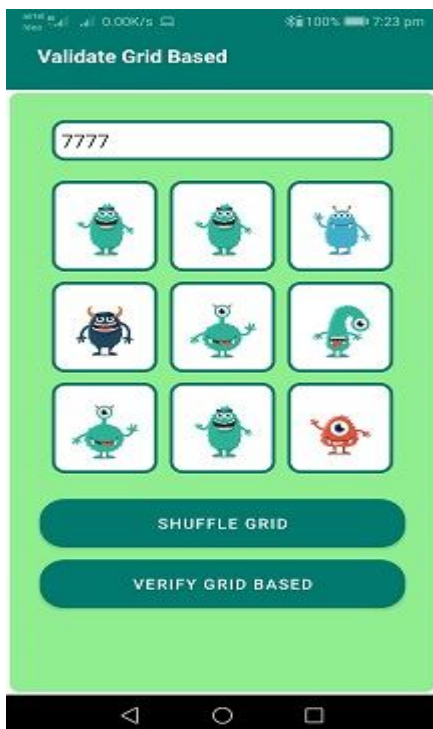 0.00K/s 100% 7:23 pm
Validate Grid Based
7777
SHUFFLE GRID
VERIFY GRID BASED